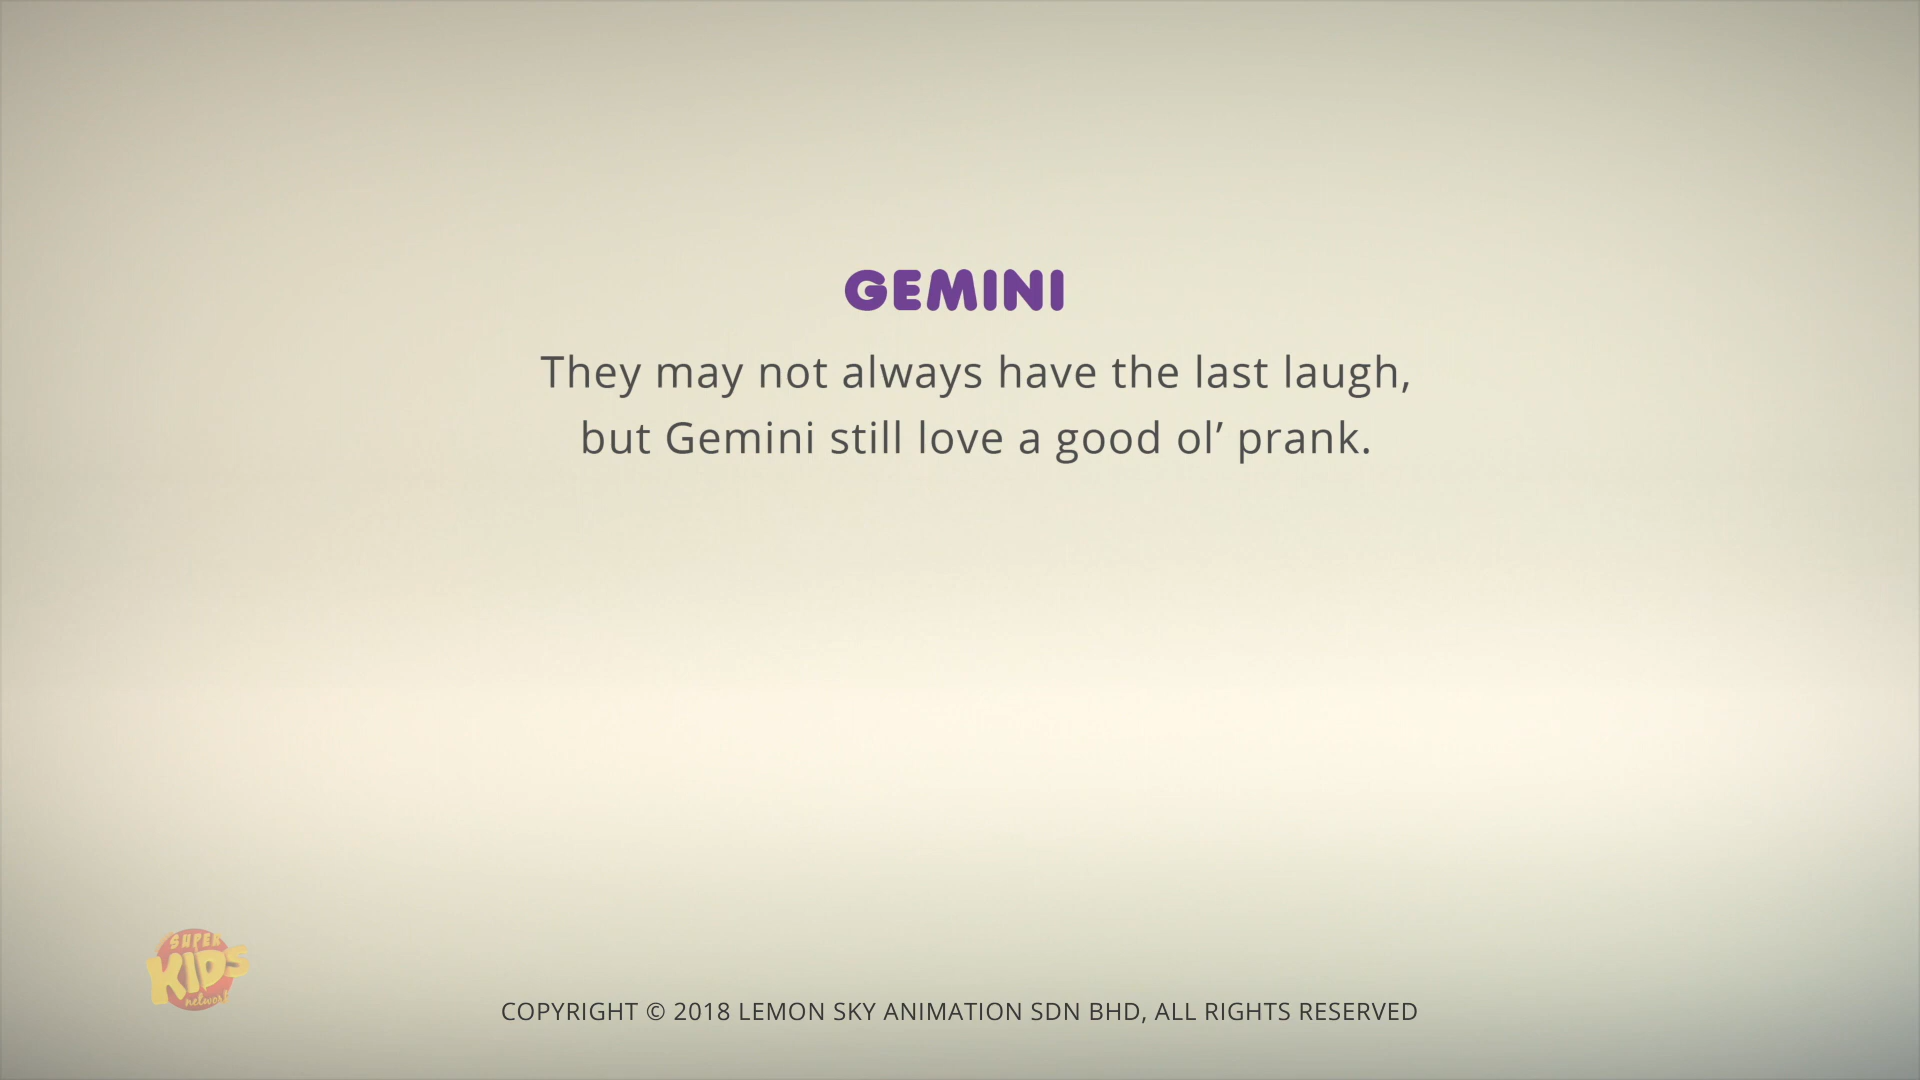 GEMINI
They may not always have the last laugh,
but Gemini still love a good ol’ prank.
SUPER
KIDS
network
COPYRIGHT © 2018 LEMON SKY ANIMATION SDN BHD, ALL RIGHTS RESERVED